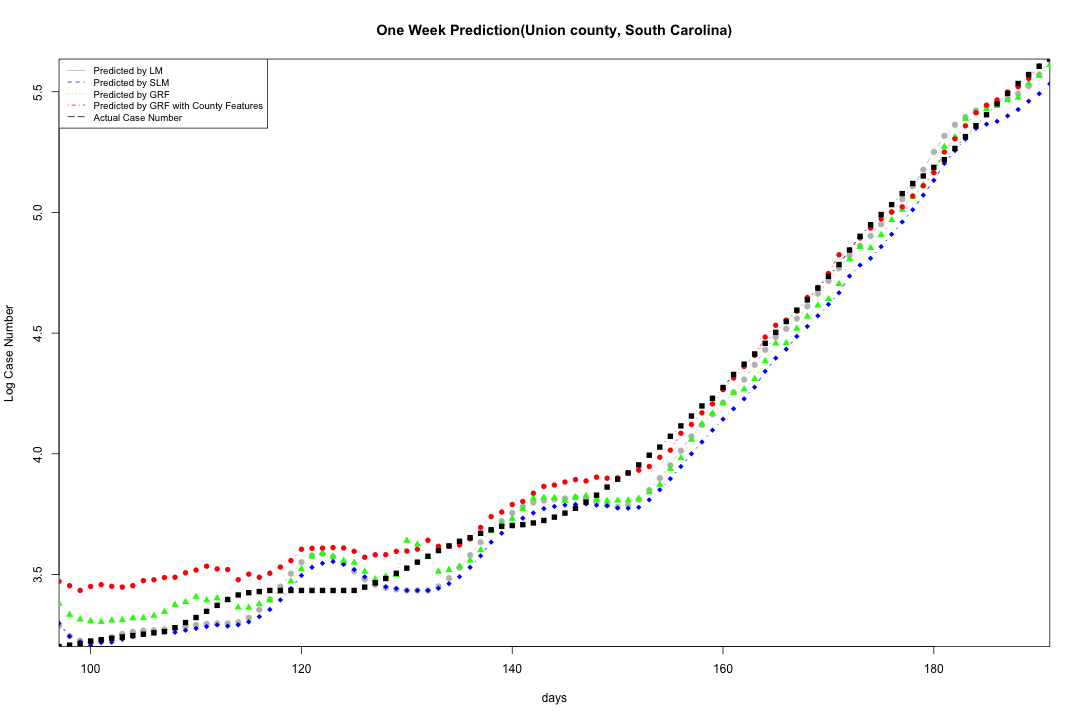 One Week Prediction(Union county, South Carolina)
Predicted by LM
Predicted by SLM
Predicted by GRF
Predicted by GRF with County Features
Actual Case Number
5.5
5.0
4.5
4.0
3.5
Log Case Number
100 120 140 160 180
days